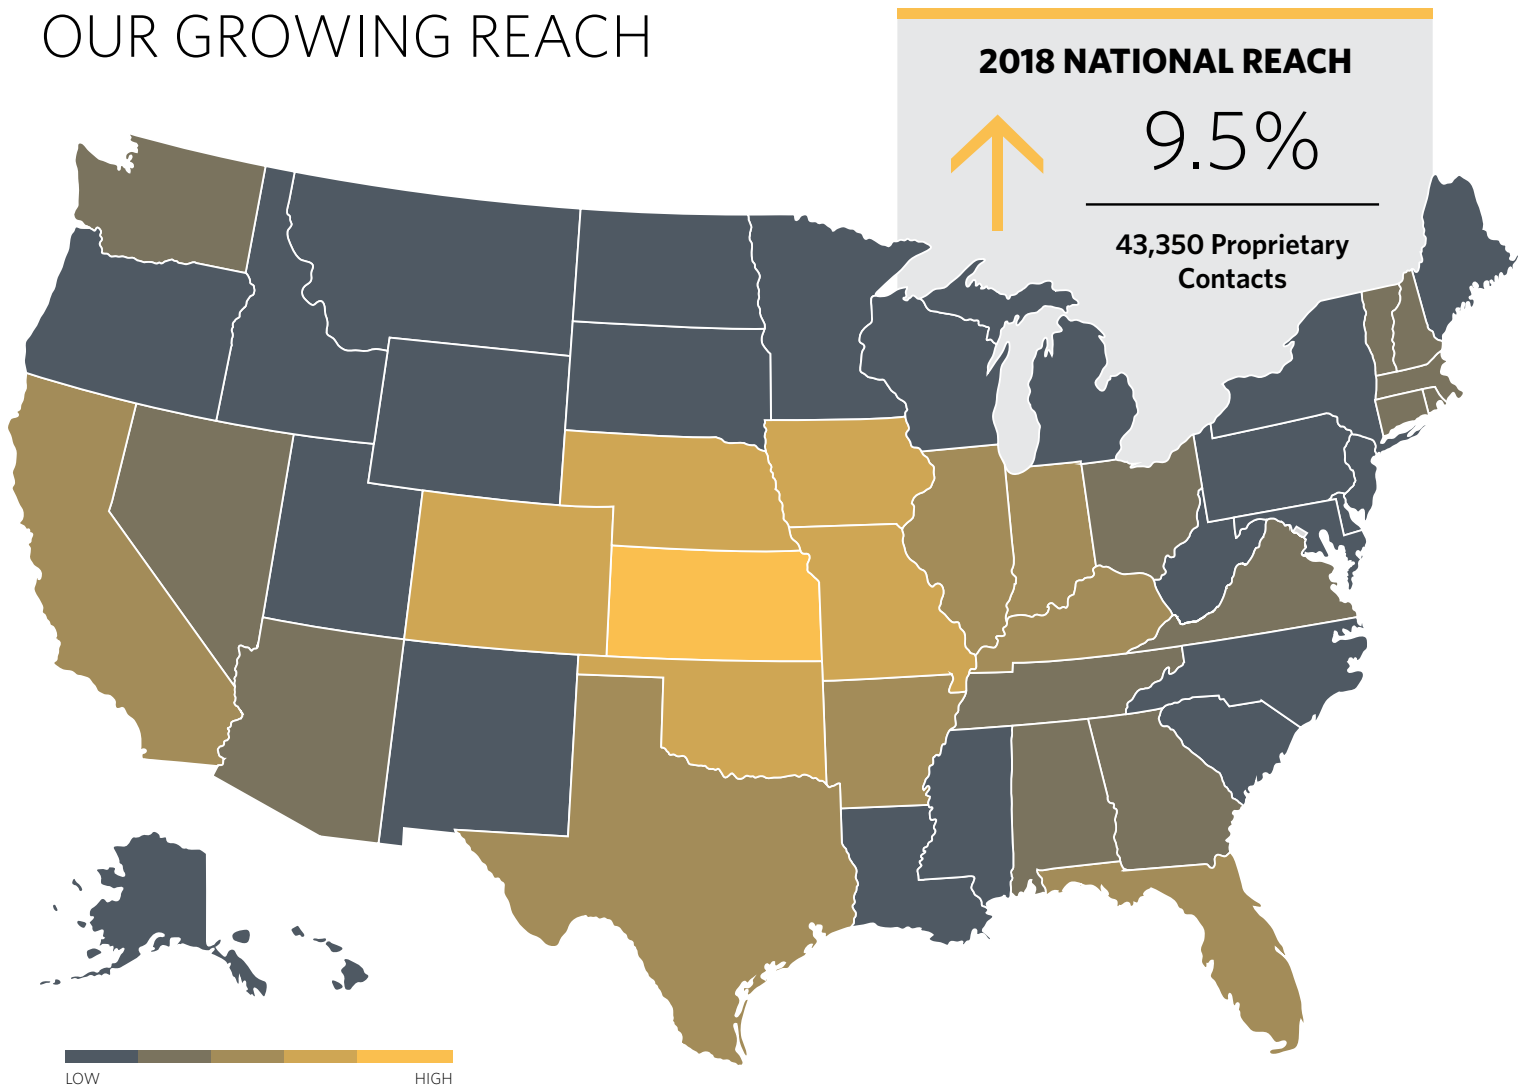 OUR GROWING REACH
2018 NATIONAL REACH
9.5%
43,350 Proprietary
Contacts
LOW
HIGH